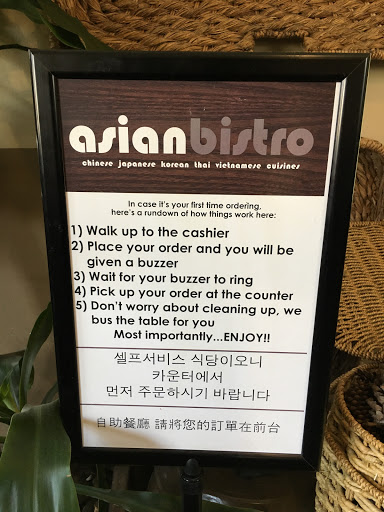 asianbistro
chinese japanese korean thai vietnamese cuisines
In case it's your first time ordering,
here's a rundown of how things work here:
1) Walk up to the cashier
2) Place your order and you will be
given a buzzer
3) Wait for your buzzer to ring
4) Pick up your order at the counter
5) Don't worry about cleaning up, we
bus the table for you
Most importantly...ENJOY!!
셀프서비스 식당이오니
카운터에서
먼저 주문하시기 바랍니다
自助餐廳 請將您的訂單在前台